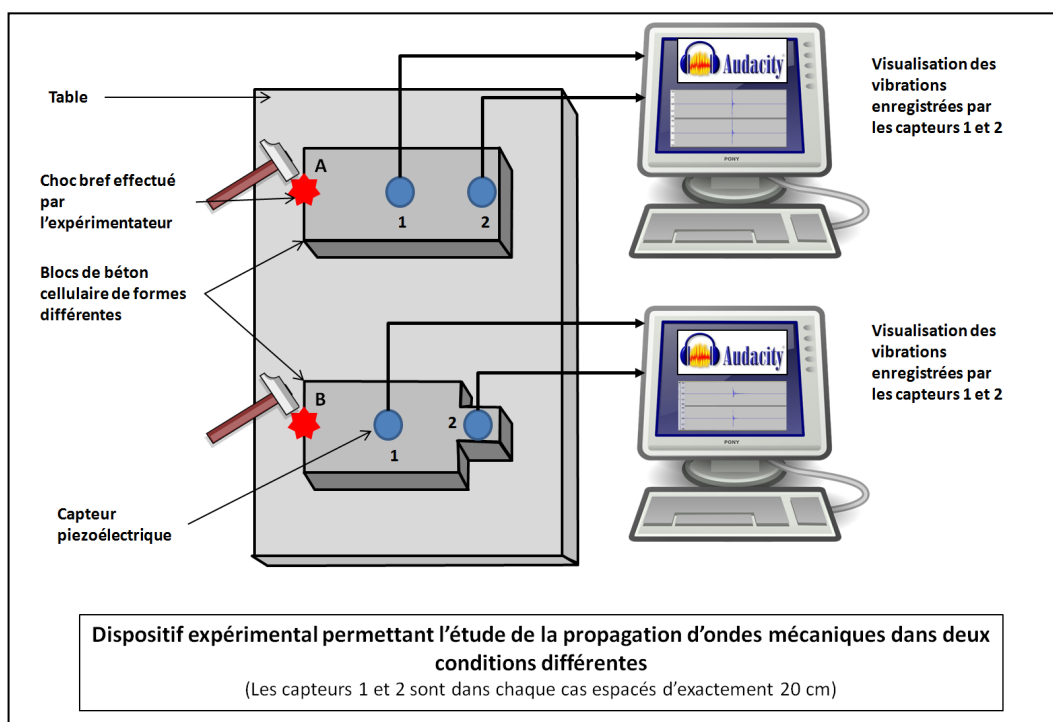 Table
Choc bref effectué
par
l'expérimentateur
Blocs de béton
cellulaire de formes
différentes
Capteur
piezoélectrique
A
1
2
B
1
2
Audacity
PONY
Visualisation des
vibrations
enregistrées par
les capteurs 1 et 2
Audacity
PONY
Visualisation des
vibrations
enregistrées par
les capteurs 1 et 2
Dispositif expérimental permettant l'étude de la propagation d'ondes mécaniques dans deux
conditions différentes
(Les capteurs 1 et 2 sont dans chaque cas espacés d'exactement 20 cm)